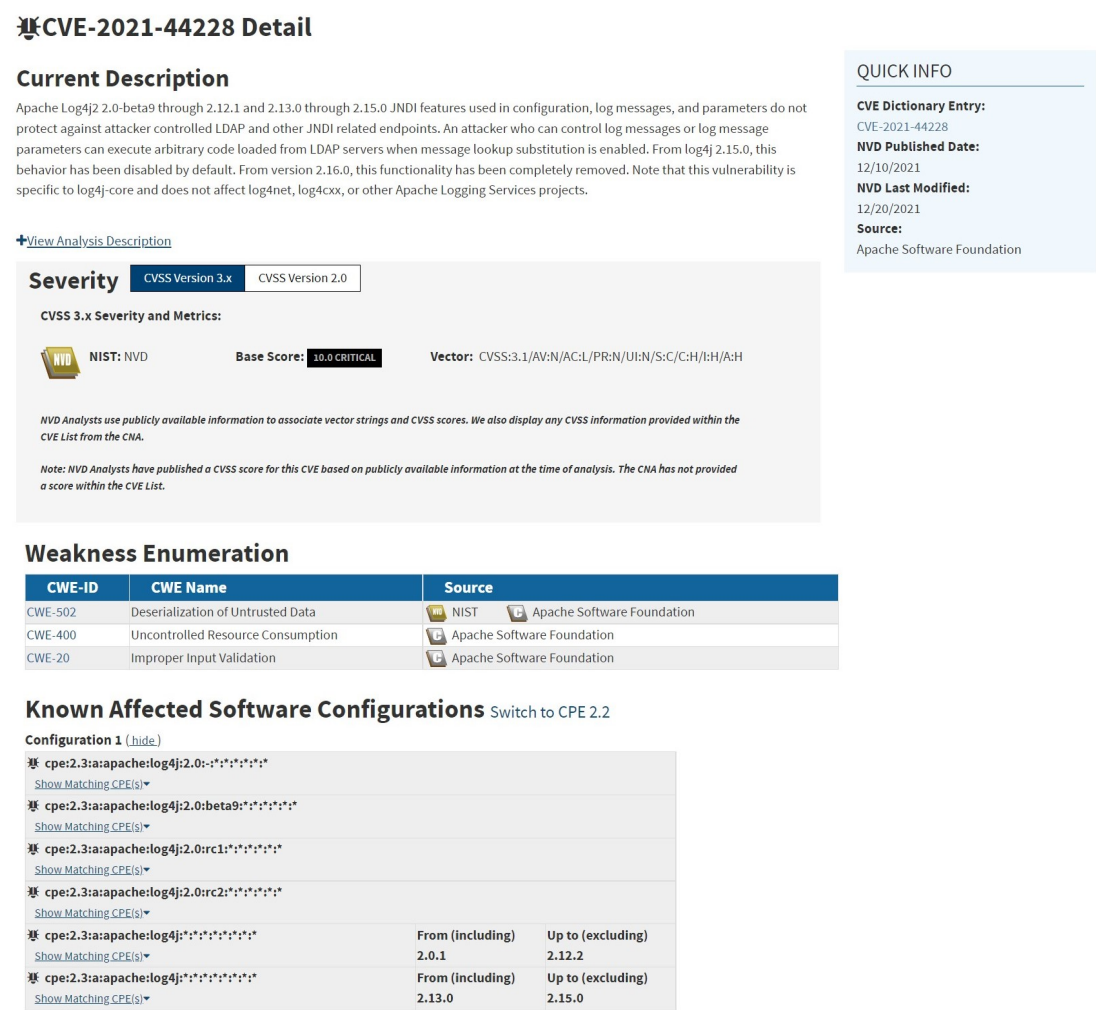 CVE-2021-44228 Detail
Current Description
Apache Log4j2 2.0-beta9 through 2.12.1 and 2.13.0 through 2.15.0 JNDI features used in configuration, log messages, and parameters do not
protect against attacker controlled LDAP and other JNDI related endpoints. An attacker who can control log messages or log message
parameters can execute arbitrary code loaded from LDAP servers when message lookup substitution is enabled. From log4j 2.15.0, this
behavior has been disabled by default. From version 2.16.0, this functionality has been completely removed. Note that this vulnerability is
specific to log4j-core and does not affect log4net, log4cxx, or other Apache Logging Services projects.
View Analysis Description
QUICK INFO
CVE Dictionary Entry:
CVE-2021-44228
NVD Published Date:
12/10/2021
NVD Last Modified:
12/20/2021
Source:
Apache Software Foundation
Severity CVSS Version 3.x CVSS Version 2.0
CVSS 3.x Severity and Metrics:
NVD NIST: NVD Base Score: 10.0 CRITICAL Vector: CVSS:3.1/AV:N/AC:L/PR:N/UI:N/S:C/C:H/I:H/A:H
NVD Analysts use publicly available information to associate vector strings and CVSS scores. We also display any CVSS information provided within the
CVE List from the CNA.
Note: NVD Analysts have published a CVSS score for this CVE based on publicly available information at the time of analysis. The CNA has not provided
a score within the CVE List.
Weakness Enumeration
CWE-ID CWE Name Source
CWE-502 Deserialization of Untrusted Data NVD NIST C Apache Software Foundation
CWE-400 Uncontrolled Resource Consumption C Apache Software Foundation
CWE-20 Improper Input Validation C Apache Software Foundation
Known Affected Software Configurations Switch to CPE 2.2
Configuration 1 ( hide )
cpe:2.3:a:apache:log4j:2.0:-:*:*:*:*:*:*
Show Matching CPE(s)
cpe:2.3:a:apache:log4j:2.0:beta9:*:*:*:*:*:*
Show Matching CPE(s)
cpe:2.3:a:apache:log4j:2.0:rc1:*:*:*:*:*:*
Show Matching CPE(s)
cpe:2.3:a:apache:log4j:2.0:rc2:*:*:*:*:*:*
Show Matching CPE(s)
cpe:2.3:a:apache:log4j:*:*:*:*:*:*:*:* From (including) Up to (excluding)
Show Matching CPE(s) 2.0.1 2.12.2
cpe:2.3:a:apache:log4j:*:*:*:*:*:*:*:* From (including) Up to (excluding)
Show Matching CPE(s) 2.13.0 2.15.0